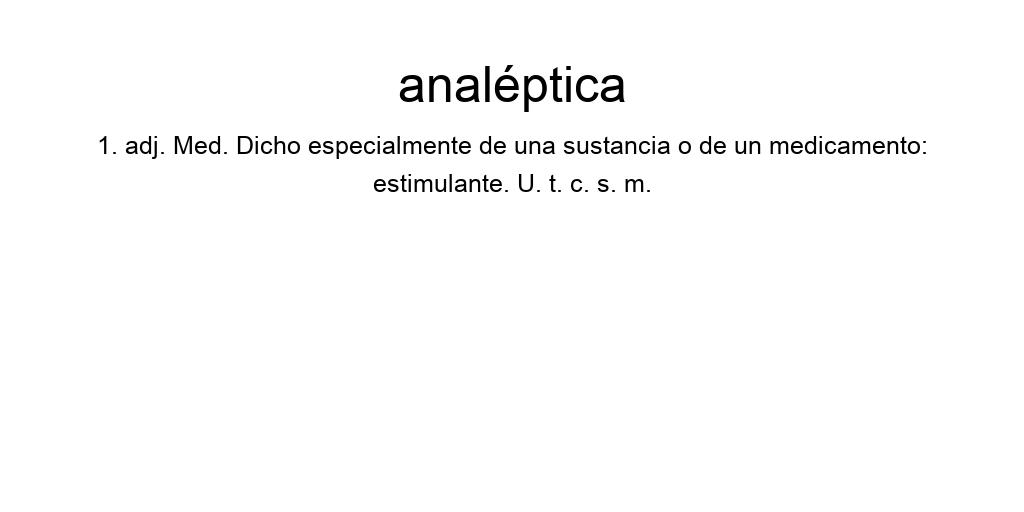 analéptica
1. adj. Med. Dicho especialmente de una sustancia o de un medicamento:
estimulante. U. t. c. s. m.